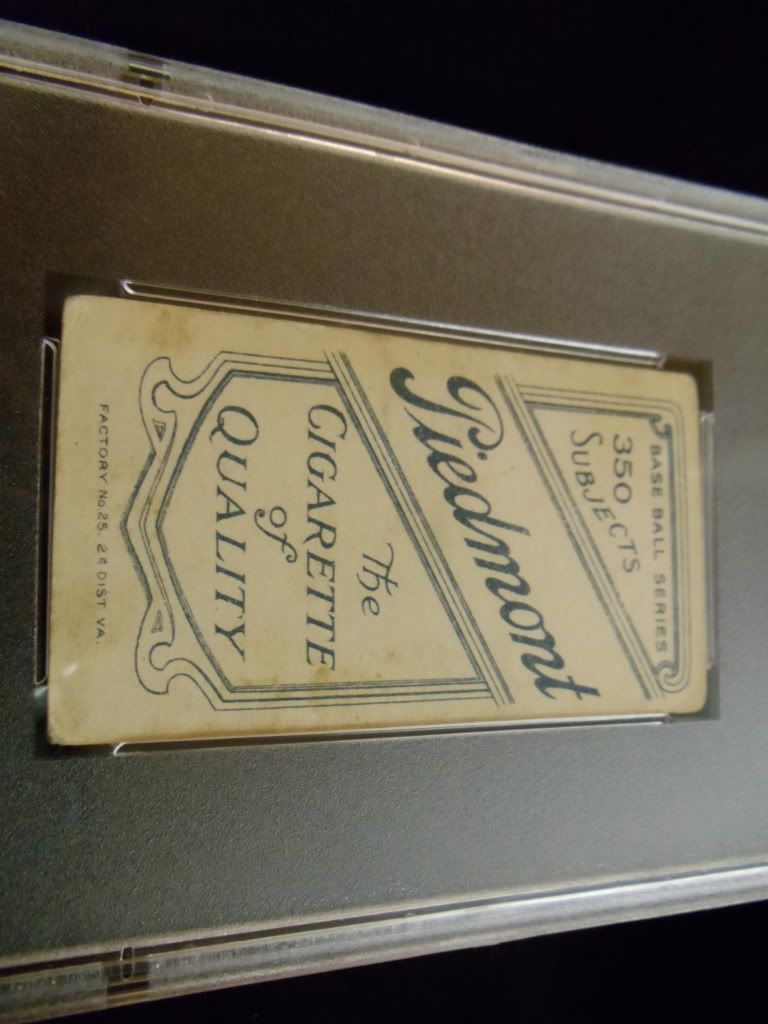 BASE BALL SERIES
350
SUBJECTS
Piedmont
The
CIGARETTE
of
QUALITY
FACTORY No 25. 2d DIST. VA.